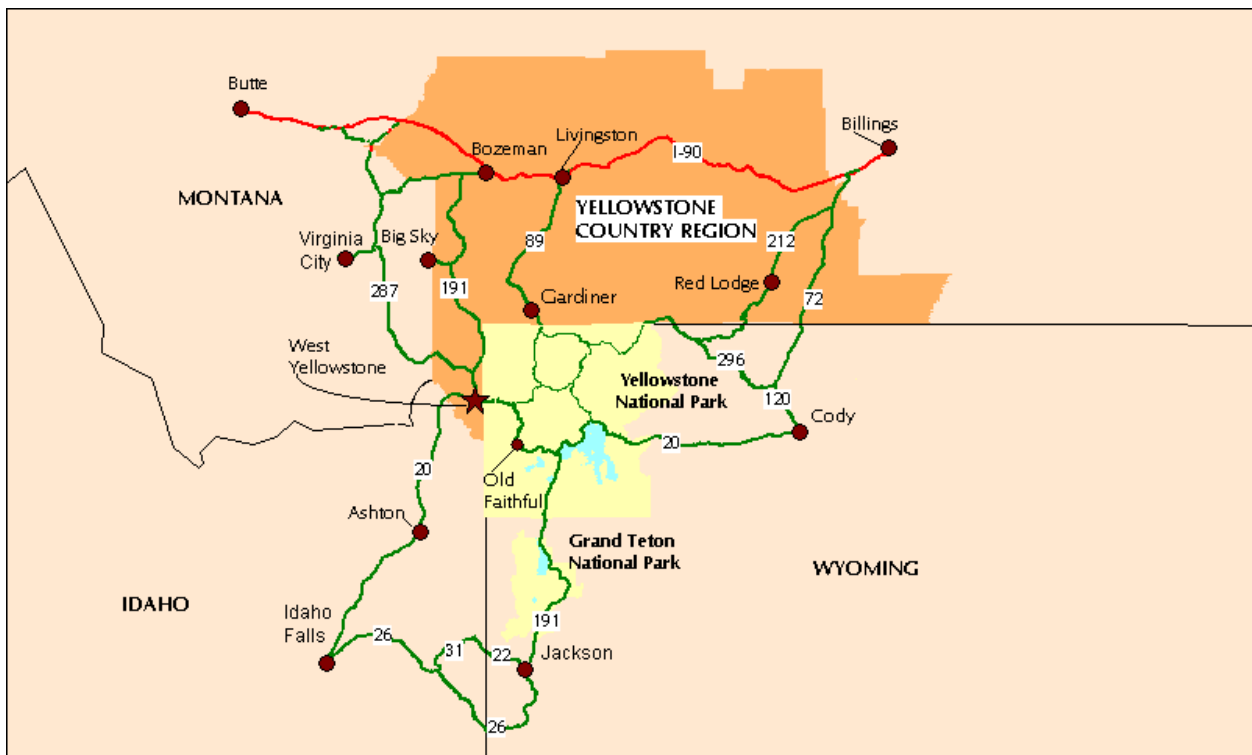 Butte
Billings
Livingston
Bozeman
I-90
MONTANA
YELLOWSTONE
COUNTRY REGION
Virginia
City
Big Sky
89
212
287
191
Gardiner
Red Lodge
72
West
Yellowstone
296
Yellowstone
National Park
120
Cody
20
20
Old
Faithful
Ashton
Grand Teton
National Park
WYOMING
IDAHO
Idaho
Falls
26
31
22
191
Jackson
26